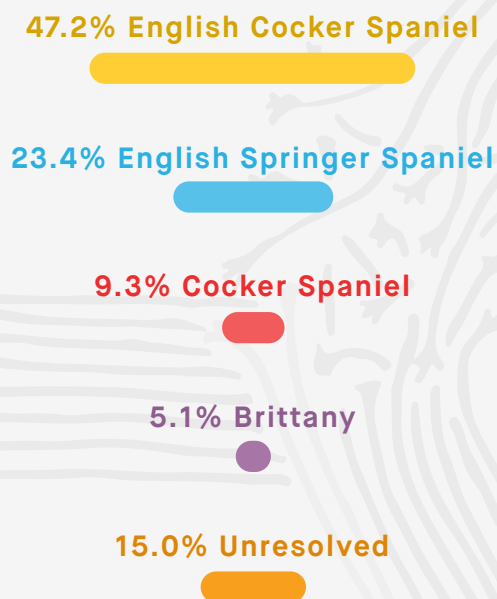 47.2% English Cocker Spaniel
23.4% English Springer Spaniel
9.3% Cocker Spaniel
5.1% Brittany
15.0% Unresolved